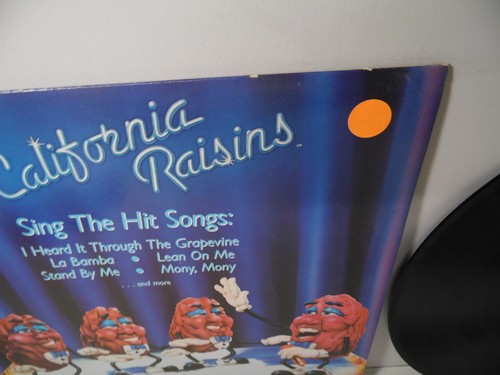 California
Raisins
Sing The Hit Songs:
I Heard It Through The Grapevine
La Bamba • Lean On Me
Stand By Me • Mony, Mony
. . . and more